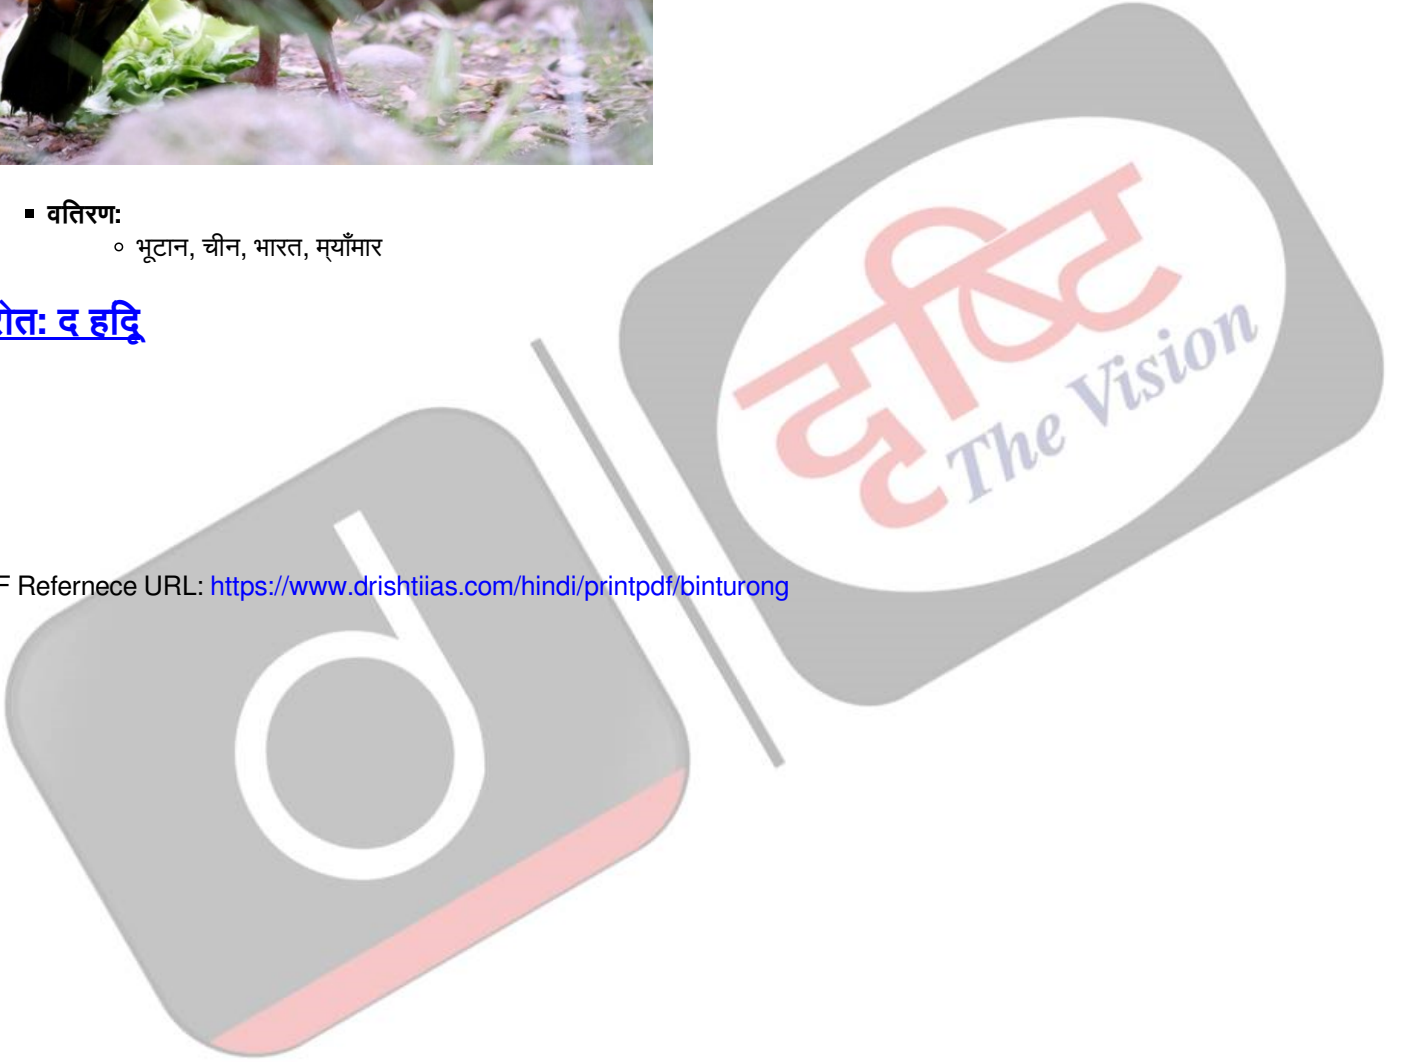 वितरण:
भूटान, चीन, भारत, म्याँमार
रोत: द हिंदू
F Refernece URL: https://www.drishtiias.com/hindi/printpdf/binturong
दृष्टि
The Vision
d